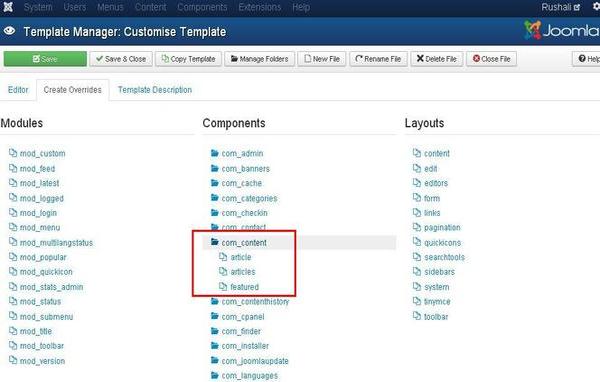 System Users Menus Content Components Extensions Help Rushali
Template Manager: Customise Template Joomla
Save Save & Close Copy Template Manage Folders New File Rename File Delete File Close File Help
Editor Create Overrides Template Description
Modules Components Layouts
mod_custom com_admin content
mod_feed com_banners edit
mod_latest com_cache editors
mod_logged com_categories form
mod_login com_checkin links
mod_menu com_contact pagination
mod_multilangstatus com_content quickicons
mod_popular article searchtools
mod_quickicon articles sidebars
mod_stats_admin featured system
mod_status com_contenthistory tinymce
mod_submenu com_cpanel toolbar
mod_title com_finder
mod_toolbar com_installer
mod_version com_joomlaupdate
com_languages